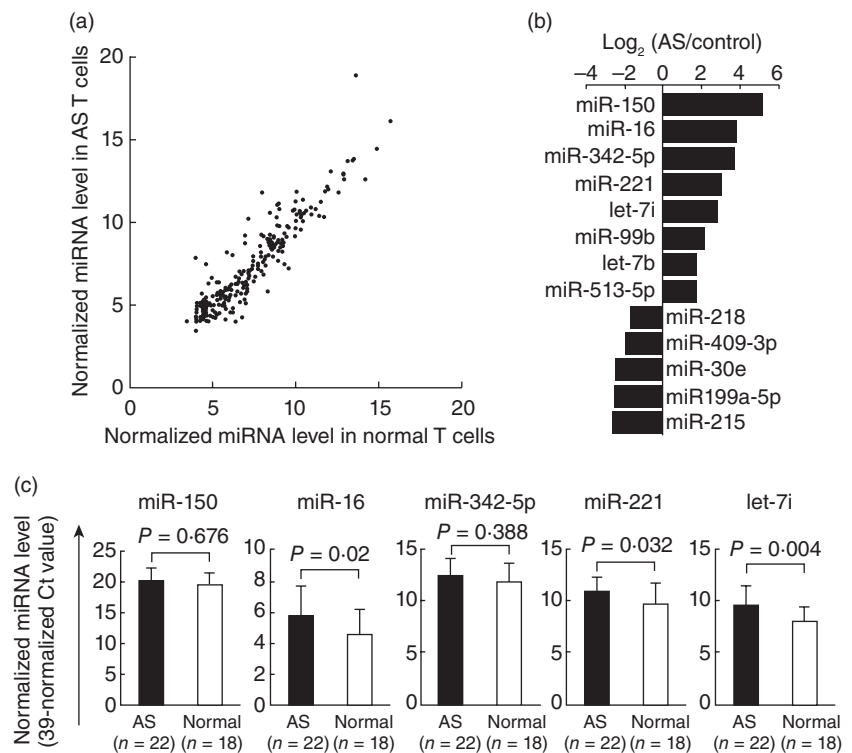 (a)
20
15
10
5
0
0 5 10 15 20
Normalized miRNA level in AS T cells
Normalized miRNA level in normal T cells
(b)
Log2 (AS/control)
–4 –2 0 2 4 6
miR-150
miR-16
miR-342-5p
miR-221
let-7i
miR-99b
let-7b
miR-513-5p
miR-218
miR-409-3p
miR-30e
miR199a-5p
miR-215
(c)
Normalized miRNA level
(39-normalized Ct value)
miR-150
P = 0·676
25
20
15
10
5
0
AS Normal
(n = 22) (n = 18)
miR-16
P = 0·02
10
8
6
4
2
0
AS Normal
(n = 22) (n = 18)
miR-342-5p
P = 0·388
15
10
5
0
AS Normal
(n = 22) (n = 18)
miR-221
P = 0·032
15
10
5
0
AS Normal
(n = 22) (n = 18)
let-7i
P = 0·004
15
10
5
0
AS Normal
(n = 22) (n = 18)